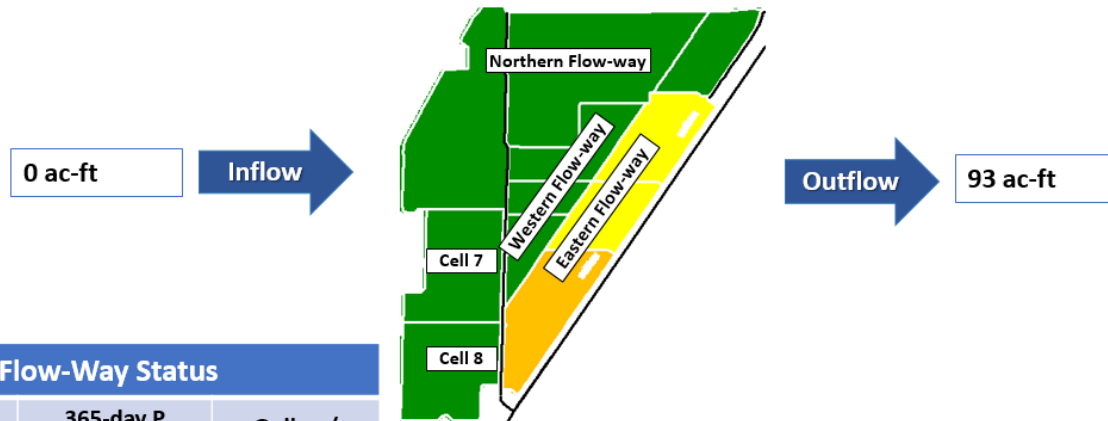 Northern Flow-way
0 ac-ft
Inflow
Western Flow-way
Eastern Flow-way
Outflow
93 ac-ft
Cell 7
Cell 8
Flow-Way Status
365-day P